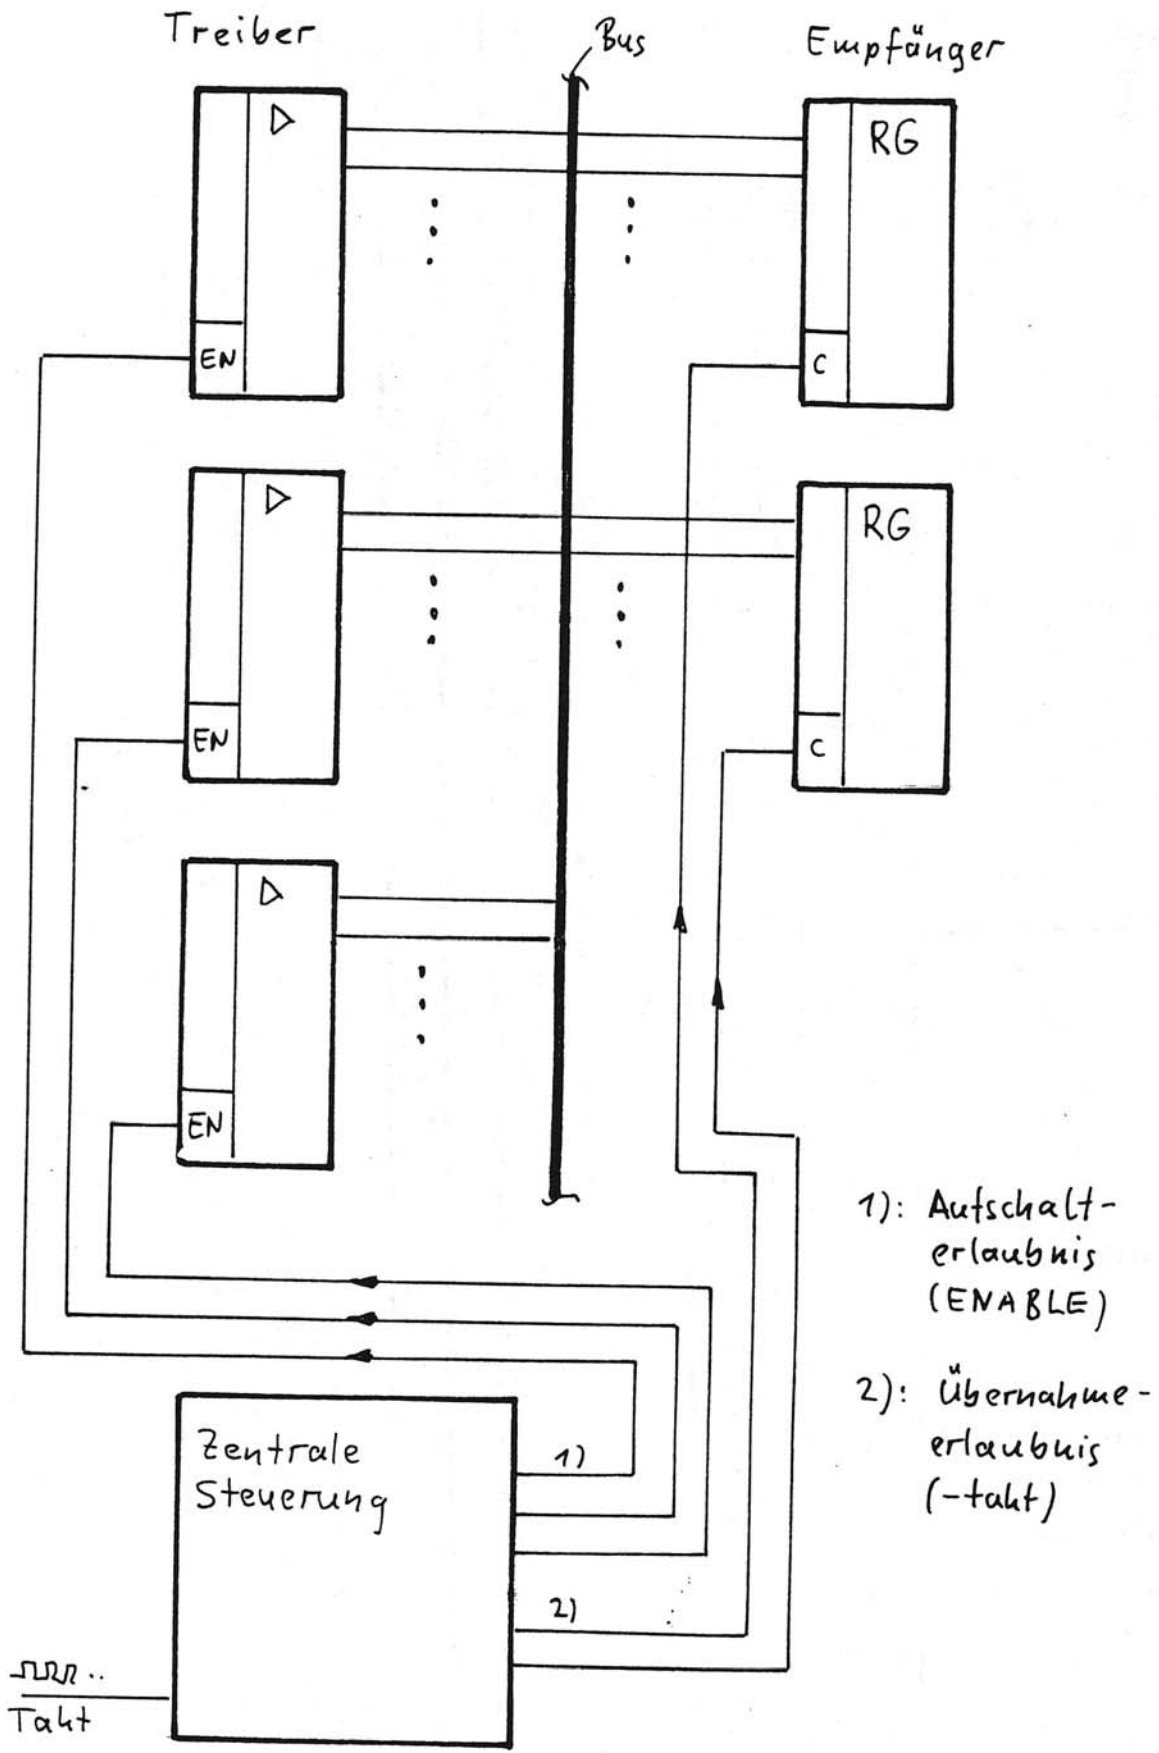 Treiber
Bus
Empfänger
RG
EN
C
RG
EN
C
EN
1): Aufschalt-
erlaubnis
(ENABLE)
2): Übernahme-
erlaubnis
(-takt)
Zentrale
Steuerung
1)
2)
Takt